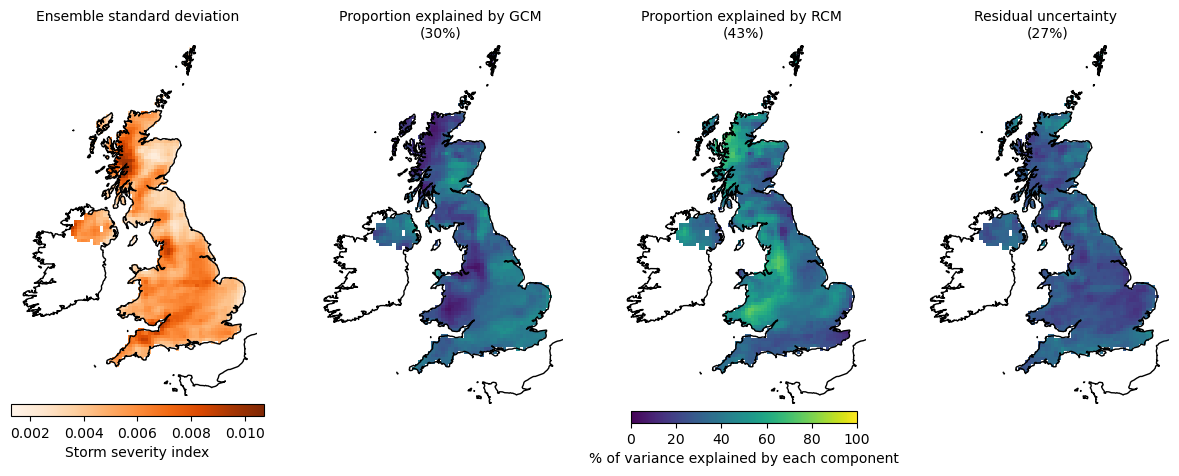 Ensemble standard deviation
Proportion explained by GCM
(30%)
Proportion explained by RCM
(43%)
Residual uncertainty
(27%)
0.002 0.004 0.006 0.008 0.010
Storm severity index
0 20 40 60 80 100
% of variance explained by each component